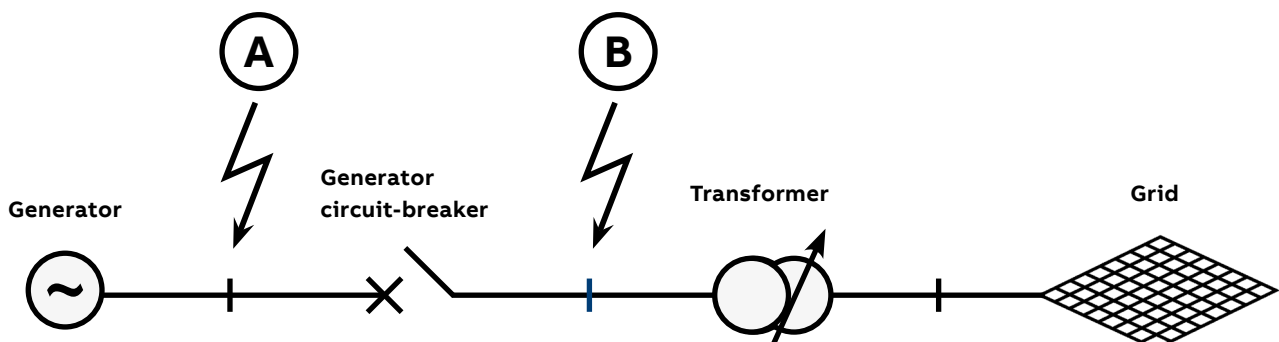 A
B
Generator
circuit-breaker
Transformer
Grid
Generator
~